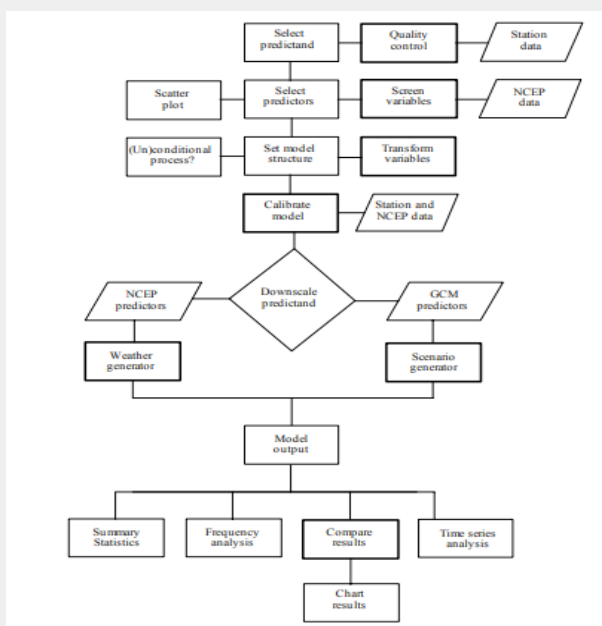 Select
predictand
Quality
control
Station
data
Scatter
plot
Select
predictors
Screen
variables
NCEP
data
(Un)conditional
process?
Set model
structure
Transform
variables
Calibrate
model
Station and
NCEP data
NCEP
predictors
Downscale
predictand
GCM
predictors
Weather
generator
Scenario
generator
Model
output
Summary
Statistics
Frequency
analysis
Compare
results
Time series
analysis
Chart
results